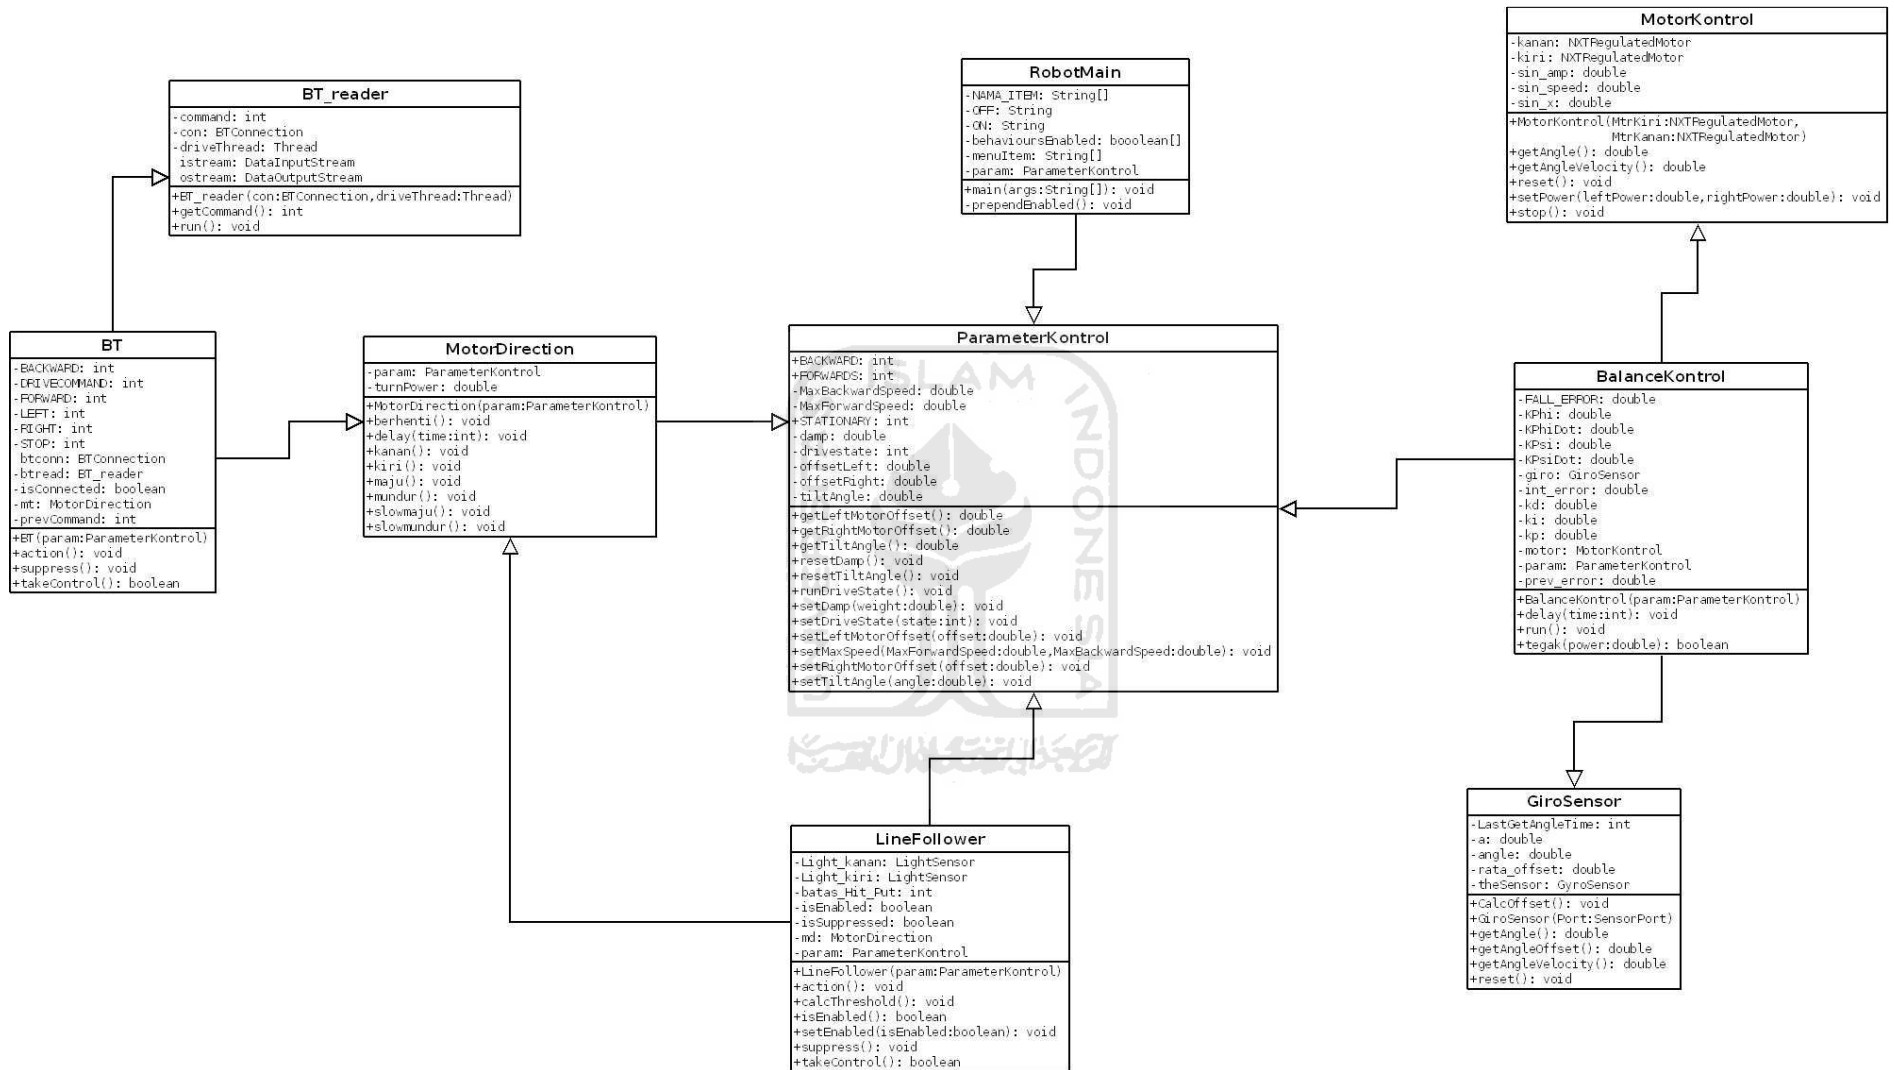 BT_reader
-command: int
-con: BTConnection
-driveThread: Thread
istream: DataInputStream
ostream: DataOutputStream
+BT_reader(con:BTConnection,driveThread:Thread)
+getCommand(): int
+run(): void
RobotMain
-NAMA_ITEM: String[]
-OFF: String
-ON: String
-behavioursEnabled: booolean[]
-menuItem: String[]
-param: ParameterKontrol
+main(args:String[]): void
-prependEnabled(): void
MotorKontrol
-kanan: NXTRegulatedMotor
-kiri: NXTRegulatedMotor
-sin_amp: double
-sin_speed: double
-sin_x: double
+MotorKontrol(MtrKiri:NXTRegulatedMotor,
MtrKanan:NXTRegulatedMotor)
+getAngle(): double
+getAngleVelocity(): double
+reset(): void
+setPower(leftPower:double,rightPower:double): void
+stop(): void
BT
-BACKWARD: int
-DRIVECOMMAND: int
-FORWARD: int
-LEFT: int
-RIGHT: int
-STOP: int
btconn: BTConnection
-btread: BT_reader
-isConnected: boolean
-mt: MotorDirection
-prevCommand: int
+BT(param:ParameterKontrol)
+action(): void
+suppress(): void
+takeControl(): boolean
MotorDirection
-param: ParameterKontrol
-turnPower: double
+MotorDirection(param:ParameterKontrol)
+berhenti(): void
+delay(time:int): void
+kanan(): void
+kiri(): void
+maju(): void
+mundur(): void
+slowmaju(): void
+slowmundur(): void
ParameterKontrol
+BACKWARD: int
+FORWARDS: int
-MaxBackwardSpeed: double
-MaxForwardSpeed: double
+STATIONARY: int
-damp: double
-drivestate: int
-offsetLeft: double
-offsetRight: double
-tiltAngle: double
+getLeftMotorOffset(): double
+getRightMotorOffset(): double
+getTiltAngle(): double
+resetDamp(): void
+resetTiltAngle(): void
+runDriveState(): void
+setDamp(weight:double): void
+setDriveState(state:int): void
+setLeftMotorOffset(offset:double): void
+setMaxSpeed(MaxForwardSpeed:double,MaxBackwardSpeed:double): void
+setRightMotorOffset(offset:double): void
+setTiltAngle(angle:double): void
ISLAM
INDONESIA
BalanceKontrol
-FALL_ERROR: double
-KPhi: double
-KPhiDot: double
-KPsi: double
-KPsiDot: double
-giro: GiroSensor
-int_error: double
-kd: double
-ki: double
-kp: double
-motor: MotorKontrol
-param: ParameterKontrol
-prev_error: double
+BalanceKontrol(param:ParameterKontrol)
+delay(time:int): void
+run(): void
+tegak(power:double): boolean
LineFollower
-Light_kanan: LightSensor
-Light_kiri: LightSensor
-batas_Hit_Put: int
-isEnabled: boolean
-isSuppressed: boolean
-md: MotorDirection
-param: ParameterKontrol
+LineFollower(param:ParameterKontrol)
+action(): void
+calcThreshold(): void
+isEnabled(): boolean
+setEnabled(isEnabled:boolean): void
+suppress(): void
+takeControl(): boolean
GiroSensor
-LastGetAngleTime: int
-a: double
-angle: double
-rata_offset: double
-theSensor: GyroSensor
+CalcOffset(): void
+GiroSensor(Port:SensorPort)
+getAngle(): double
+getAngleOffset(): double
+getAngleVelocity(): double
+reset(): void